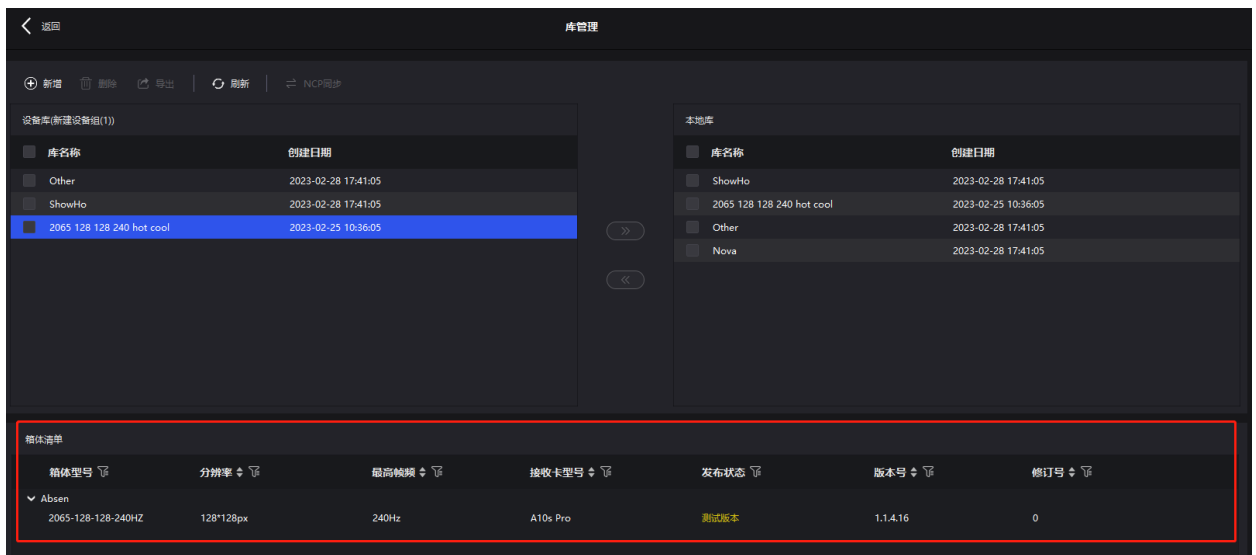 返回
库管理
新增 删除 导出 刷新 NCP同步
设备库(新建设备组(1))
库名称 创建日期
Other 2023-02-28 17:41:05
ShowHo 2023-02-28 17:41:05
2065 128 128 240 hot cool 2023-02-25 10:36:05
本地库
库名称 创建日期
ShowHo 2023-02-28 17:41:05
2065 128 128 240 hot cool 2023-02-25 10:36:05
Other 2023-02-28 17:41:05
Nova 2023-02-28 17:41:05
箱体清单
箱体型号 分辨率 最高帧频 接收卡型号 发布状态 版本号 修订号
Absen
2065-128-128-240HZ 128*128px 240Hz A10s Pro 测试版本 1.1.4.16 0